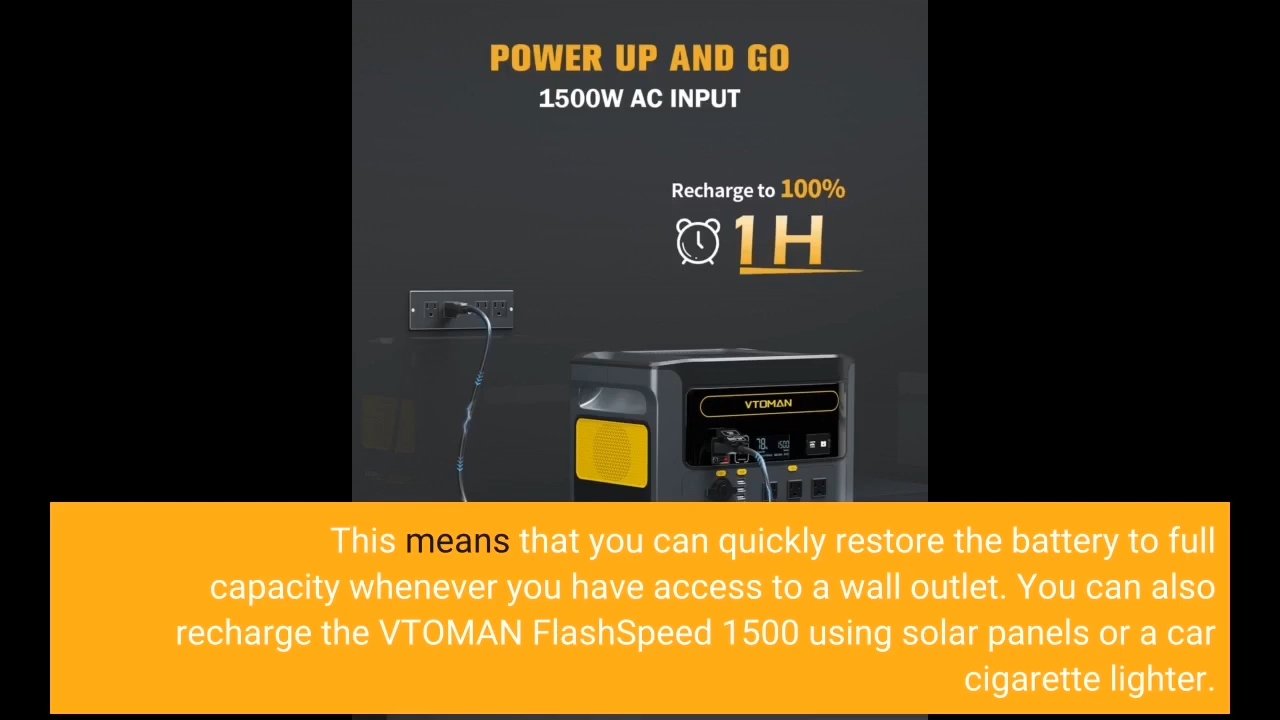 POWER UP AND GO
1500W AC INPUT
Recharge to 100%
1H
VTOMAN
78%
1500
This means that you can quickly restore the battery to full
capacity whenever you have access to a wall outlet. You can also
recharge the VTOMAN FlashSpeed 1500 using solar panels or a car
cigarette lighter.